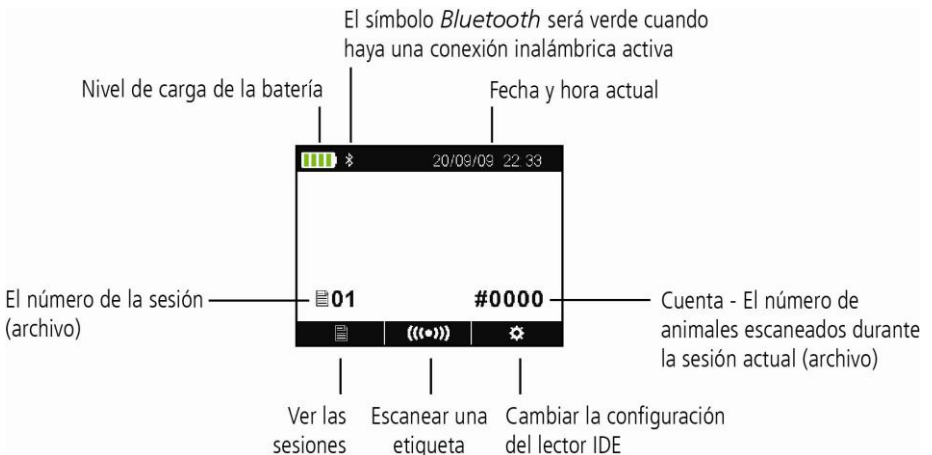 El símbolo Bluetooth será verde cuando
haya una conexión inalámbrica activa
Nivel de carga de la batería
Fecha y hora actual
20/09/09 22:33
El número de la sesión
(archivo)
01
#0000
Cuenta - El número de
animales escaneados durante
la sesión actual (archivo)
Ver las
sesiones
Escanear una
etiqueta
Cambiar la configuración
del lector IDE